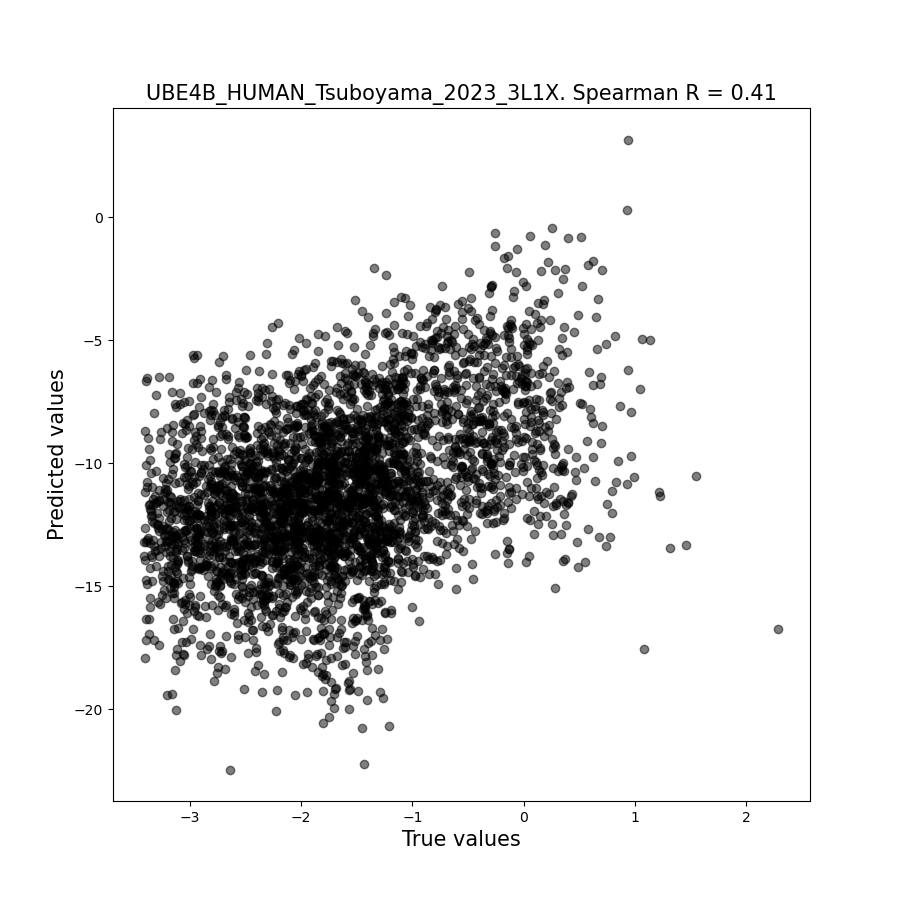 UBE4B_HUMAN_Tsuboyama_2023_3L1X. Spearman R = 0.41
Predicted values
0
−5
−10
−15
−20
−3 −2 −1 0 1 2
True values